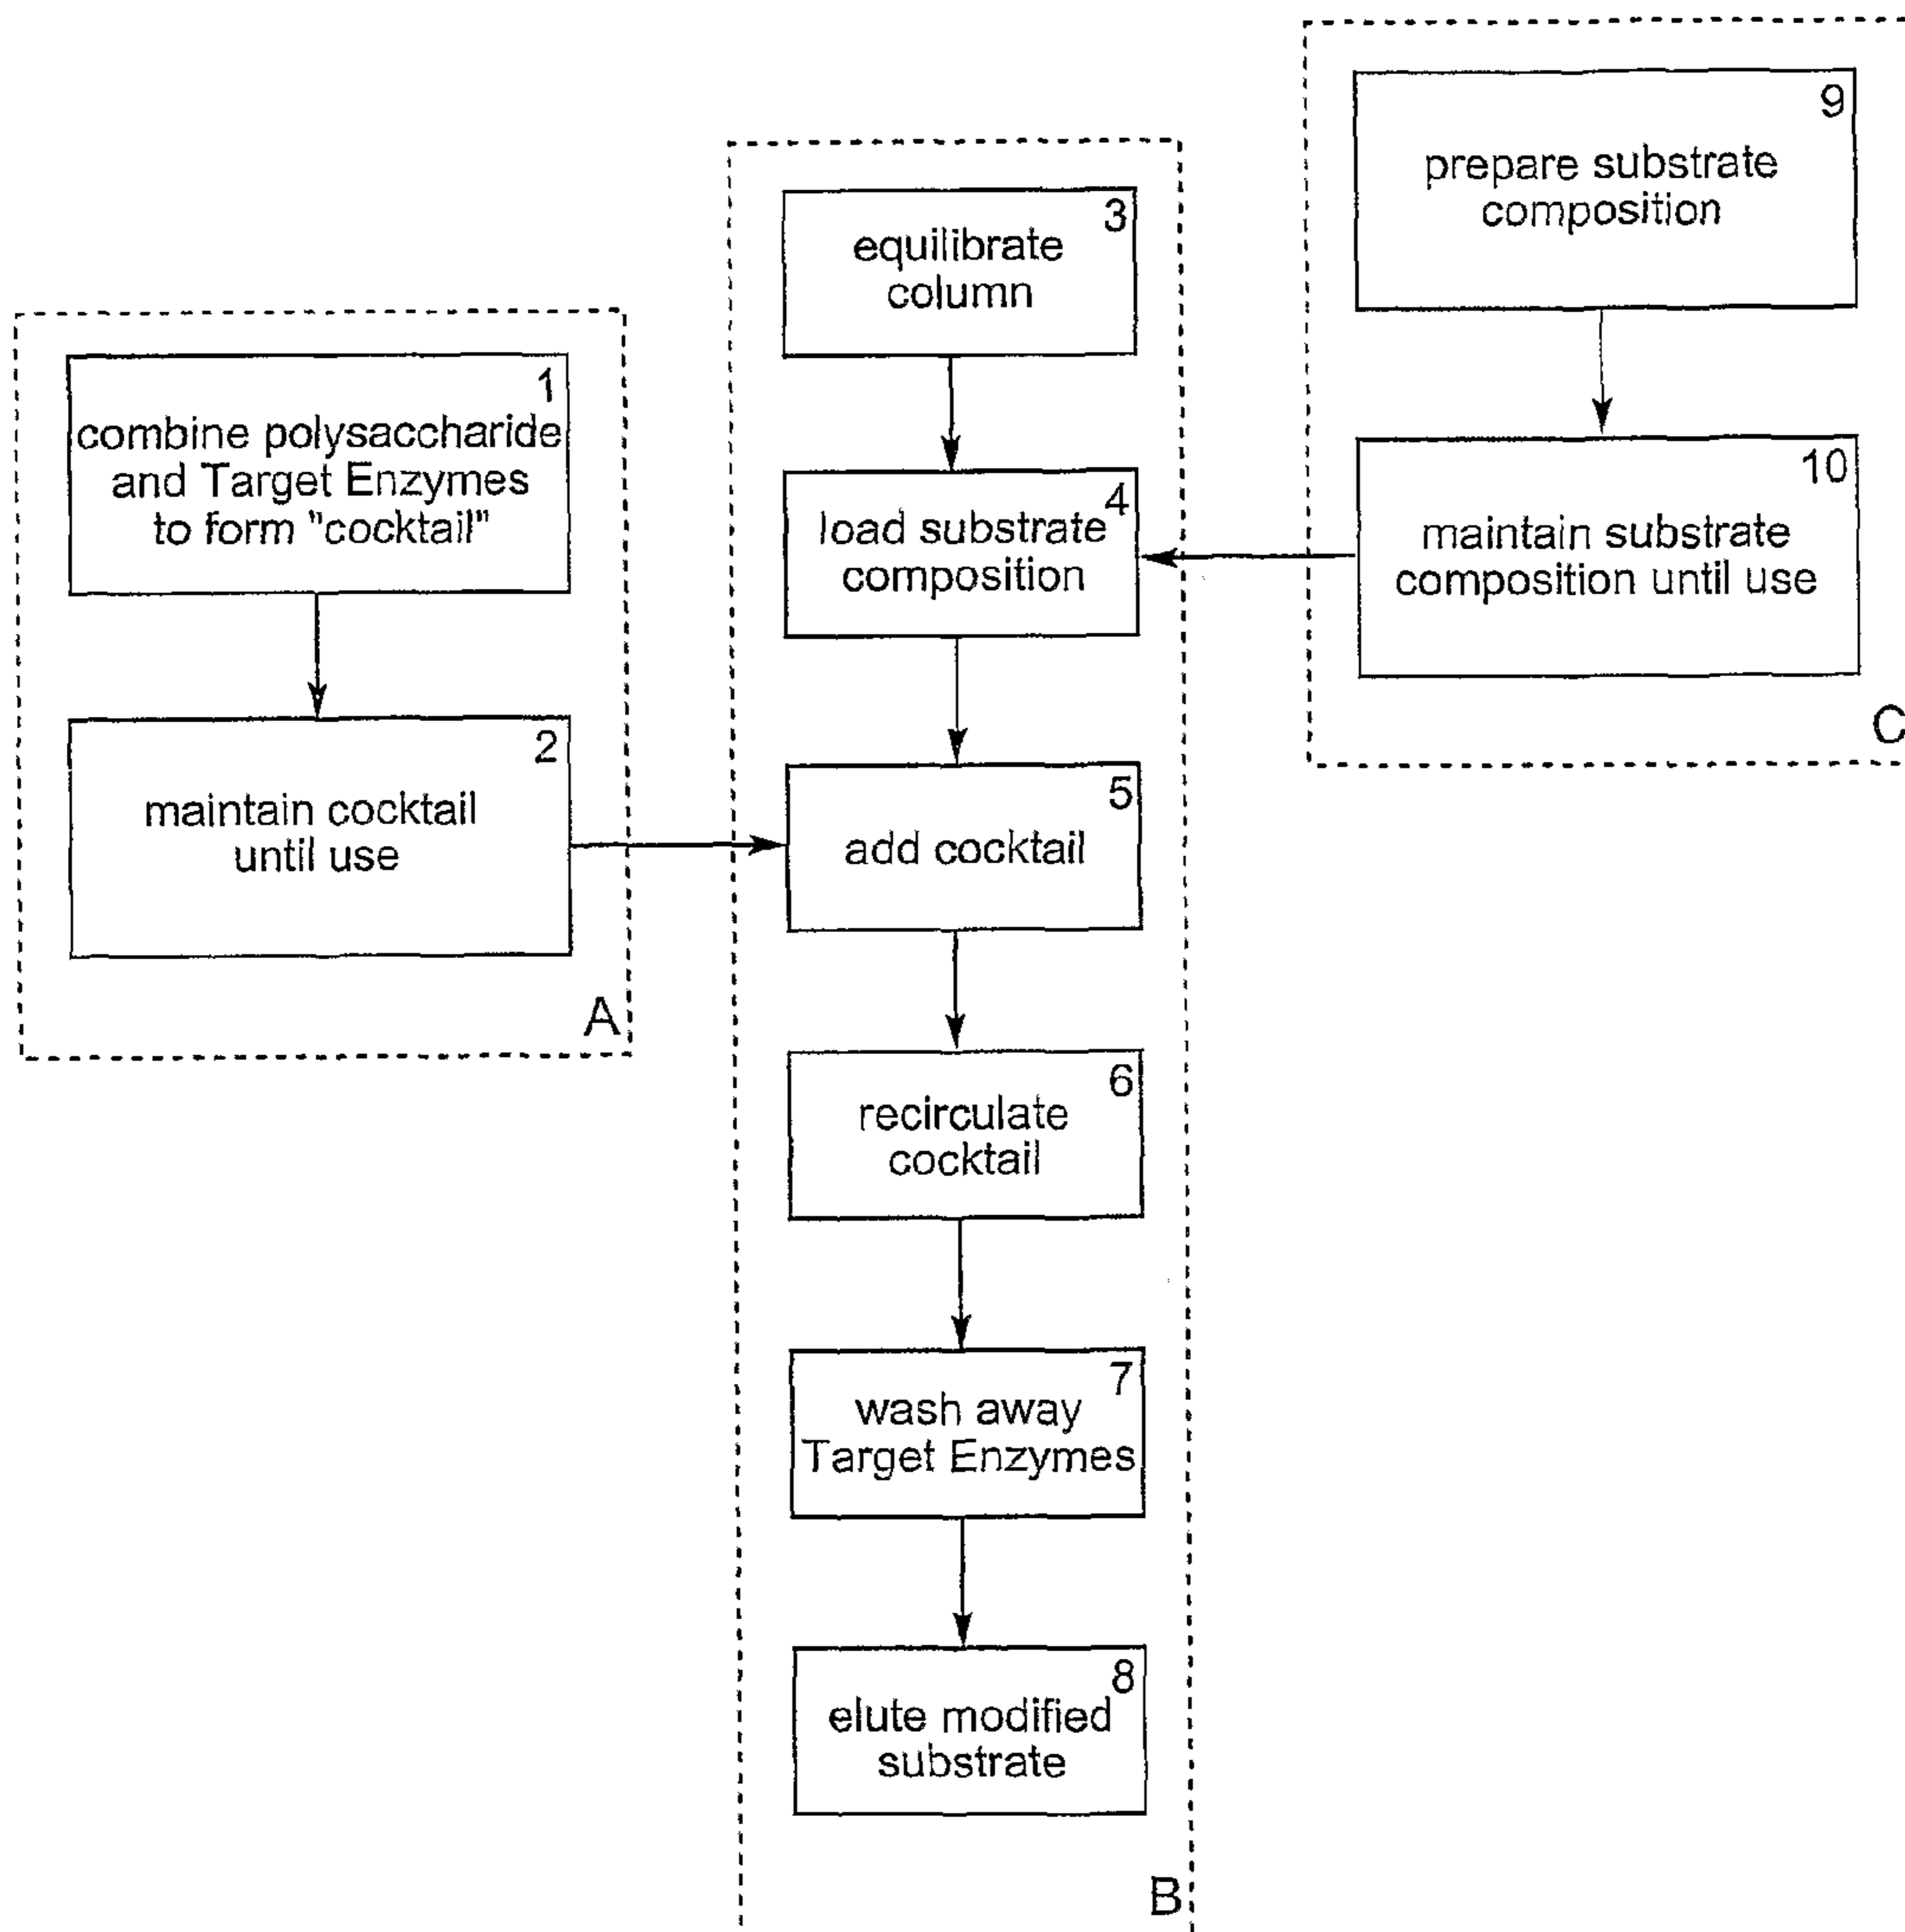 1
combine polysaccharide
and Target Enzymes
to form "cocktail"
2
maintain cocktail
until use
A
3
equilibrate
column
4
load substrate
composition
5
add cocktail
6
recirculate
cocktail
7
wash away
Target Enzymes
8
elute modified
substrate
B
9
prepare substrate
composition
10
maintain substrate
composition until use
C